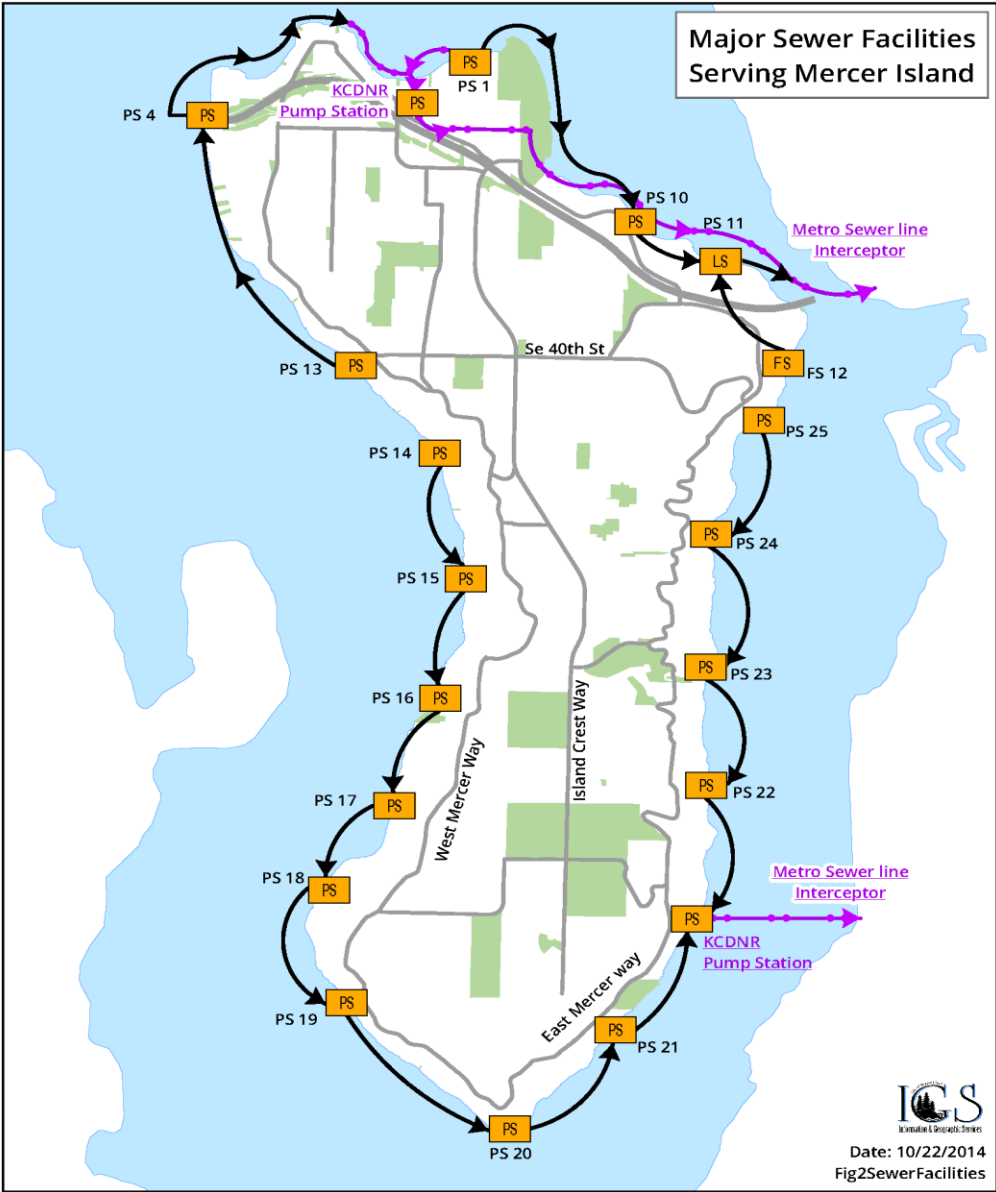 Major Sewer Facilities
Serving Mercer Island
PS
PS 1
KCDNR
Pump Station
PS
PS 4
PS
PS 10
PS
PS 11
LS
Metro Sewer line
Interceptor
Se 40th St
PS 13
PS
FS
FS 12
PS
PS 25
PS 14
PS
PS
PS 24
PS 15
PS
PS
PS 23
PS 16
PS
Island Crest Way
West Mercer Way
PS
PS 22
PS 17
PS
PS 18
PS
Metro Sewer line
Interceptor
PS
KCDNR
Pump Station
East Mercer way
PS 19
PS
PS
PS 21
PS
PS 20
IGS
Information & Geographic Services
Date: 10/22/2014
Fig2SewerFacilities